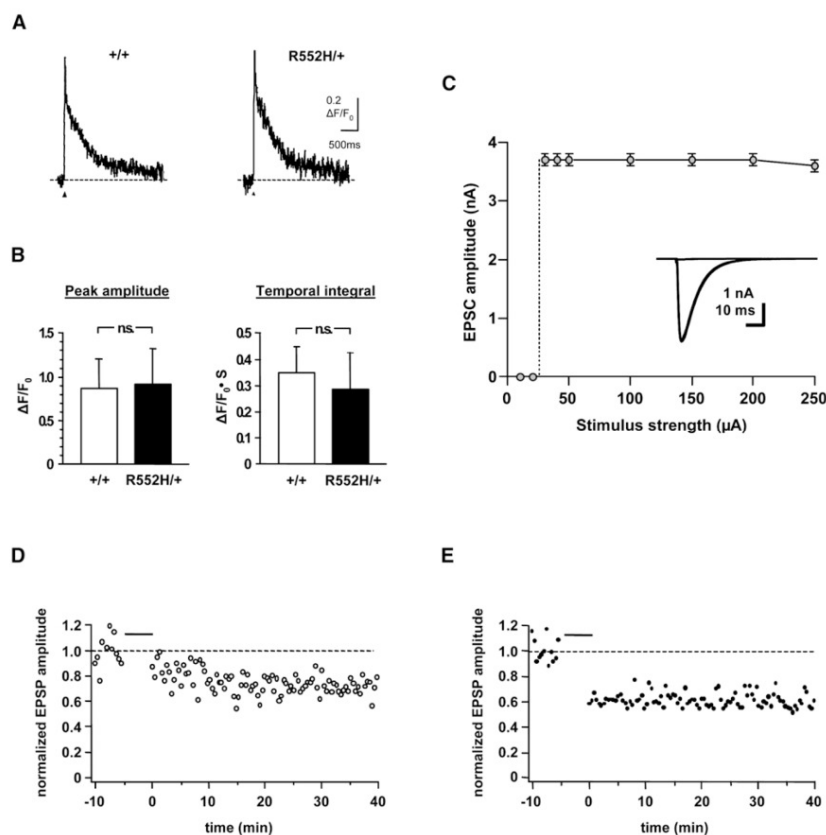 A
+/+
R552H/+
0.2
ΔF/F₀
500ms
B
Peak amplitude
Temporal integral
n.s.
n.s.
ΔF/F₀
1.5
1.0
0.5
0
+/+
R552H/+
ΔF/F₀• S
0.5
0.4
0.3
0.2
0.1
0
+/+
R552H/+
C
EPSC amplitude (nA)
4
3
2
1
0
1 nA
10 ms
0
50
100
150
200
250
Stimulus strength (µA)
D
normalized EPSP amplitude
1.2
1.0
0.8
0.6
0.4
0.2
0
-10
0
10
20
30
40
time (min)
E
normalized EPSP amplitude
1.2
1.0
0.8
0.6
0.4
0.2
0
-10
0
10
20
30
40
time (min)